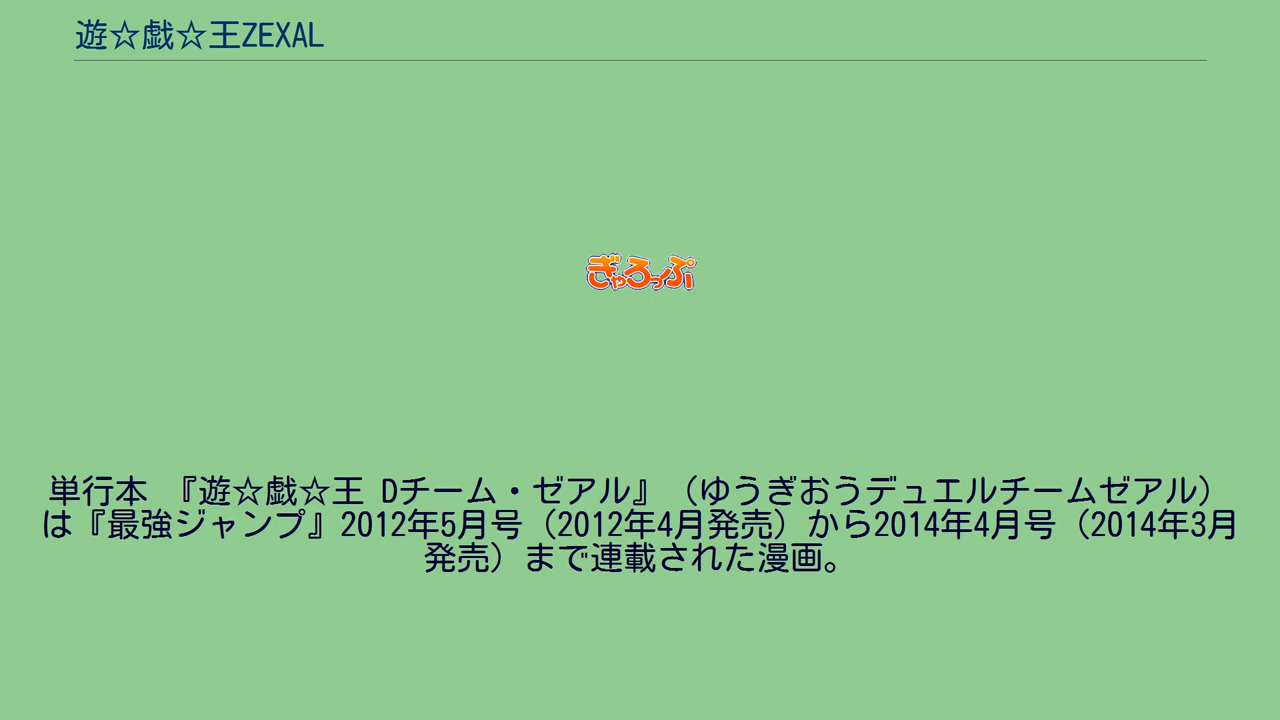 遊☆戯☆王ZEXAL
ぎゃろっぷ
単行本 『遊☆戯☆王 Dチーム・ゼアル』（ゆうぎおうデュエルチームゼアル）
は『最強ジャンプ』2012年5月号（2012年4月発売）から2014年4月号（2014年3月
発売）まで連載された漫画。